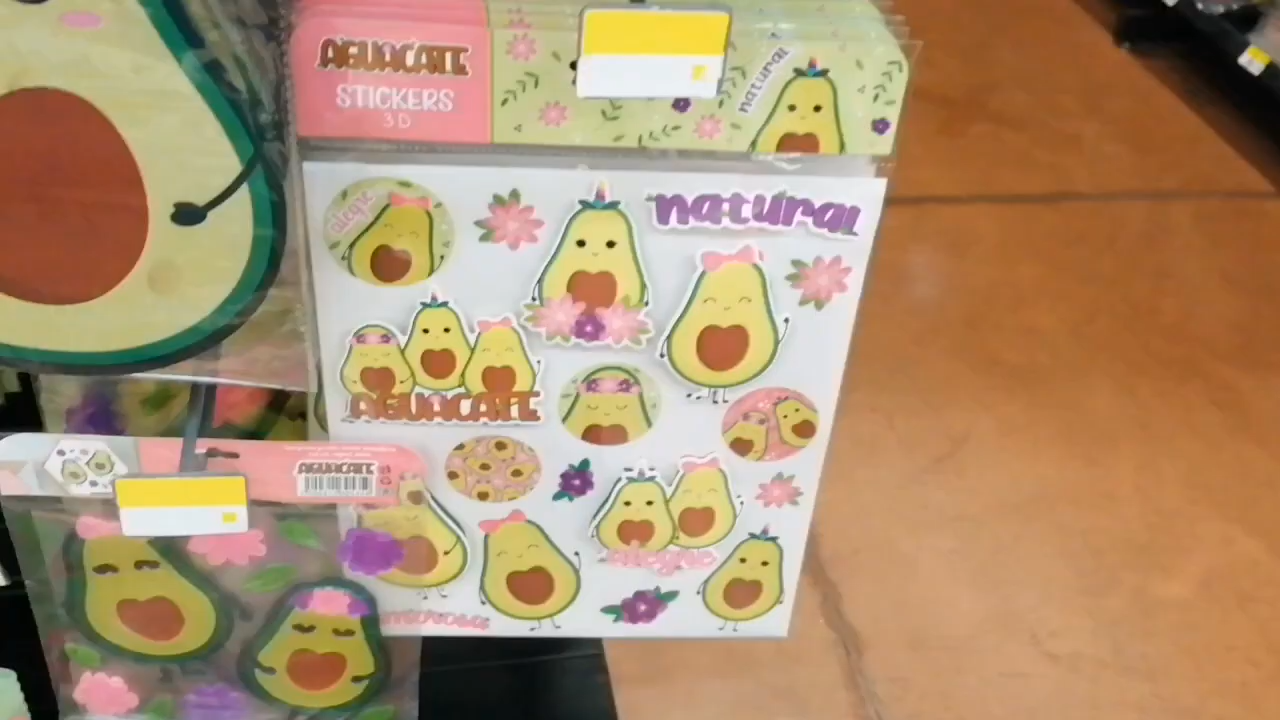 AGUACATE
STICKERS
3D
natural
alegre
natural
AGUACATE
alegre
AGUACATE